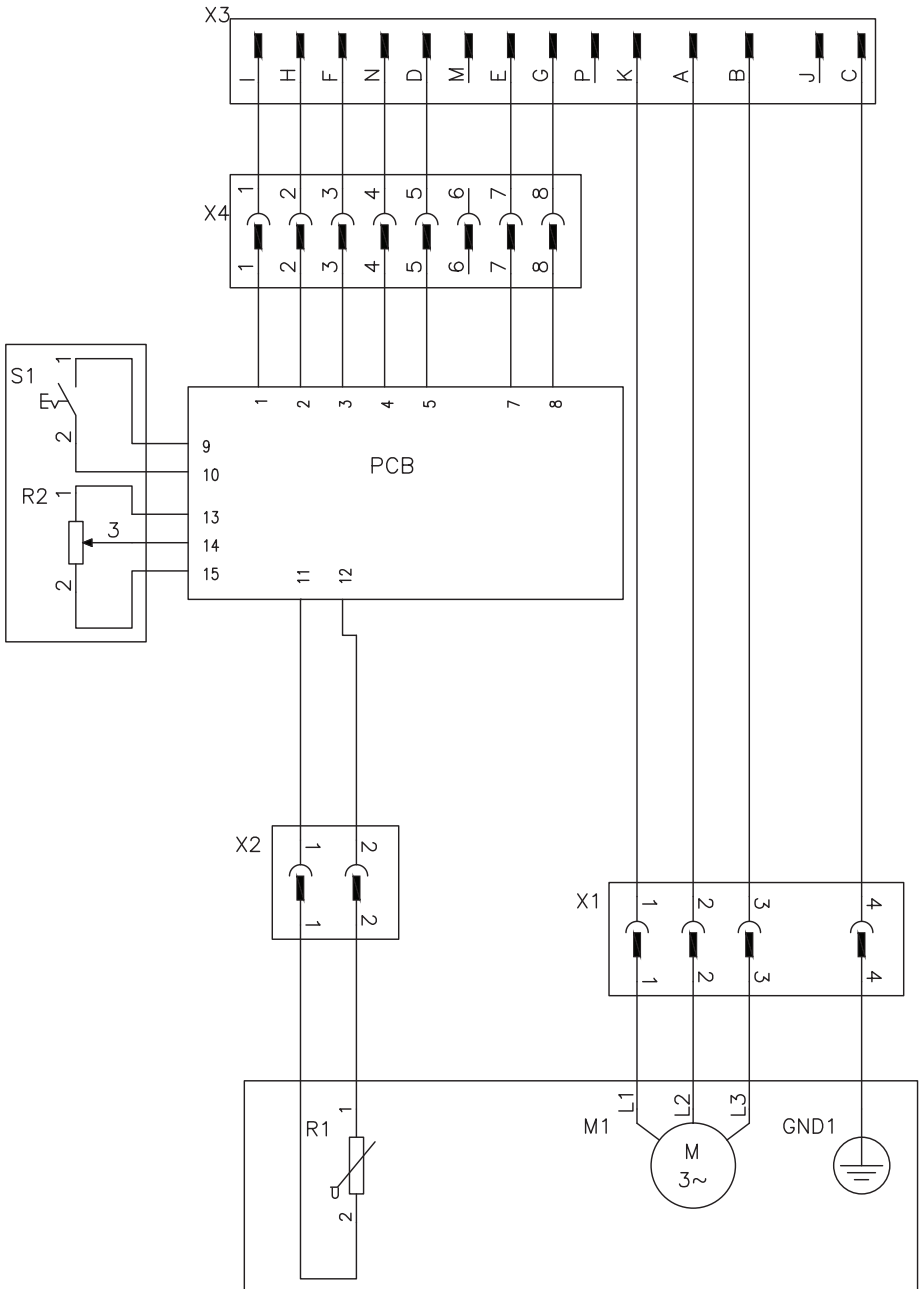 X3
I H F N D M E G P K A B J C
1 2 3 4 5 6 7 8
X4
1 2 3 4 5 6 7 8
S1
1
2
1 2 3 4 5 7 8
9
10
PCB
R2
1
3
2
13
14
15
11 12
X2
1 2
1 2
X1
1 2 3 4
1 2 3 4
R1
1
2
M1
L1 L2 L3
M
3~
GND1